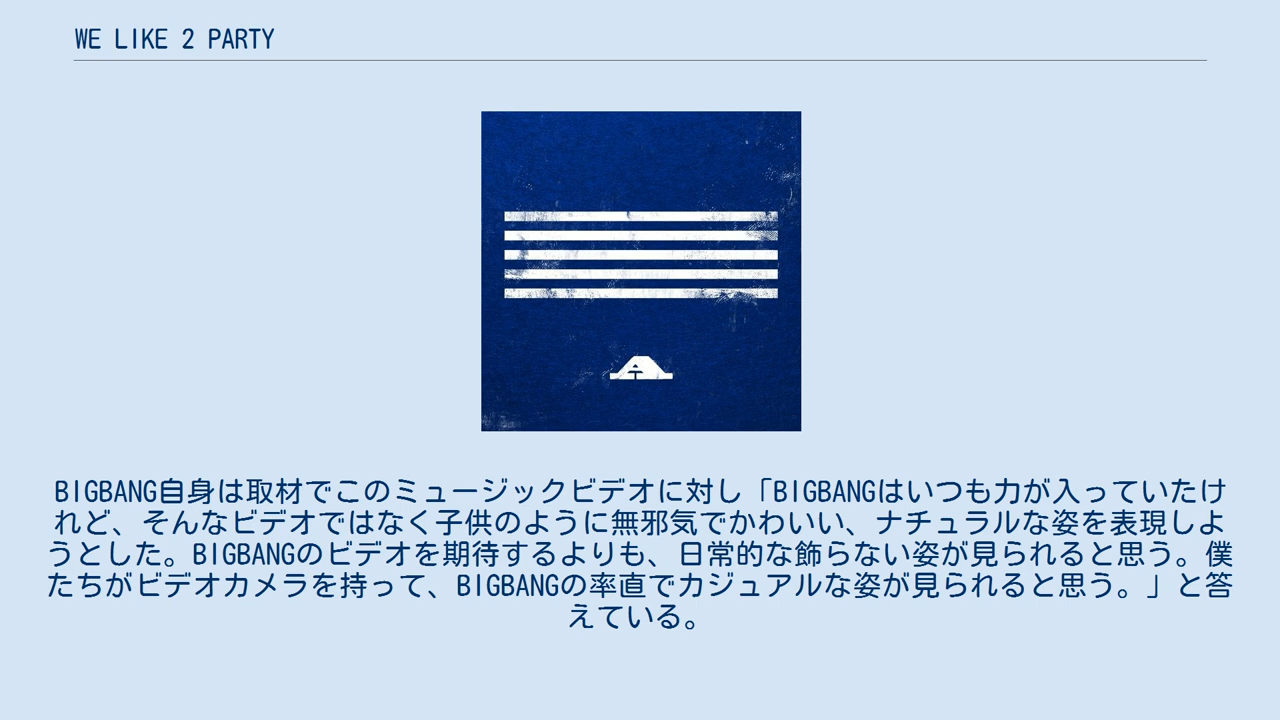 WE LIKE 2 PARTY
BIGBANG自身は取材でこのミュージックビデオに対し「BIGBANGはいつも力が入っていたけ
れど、そんなビデオではなく子供のように無邪気でかわいい、ナチュラルな姿を表現しよ
うとした。BIGBANGのビデオを期待するよりも、日常的な飾らない姿が見られると思う。僕
たちがビデオカメラを持って、BIGBANGの率直でカジュアルな姿が見られると思う。」と答
えている。